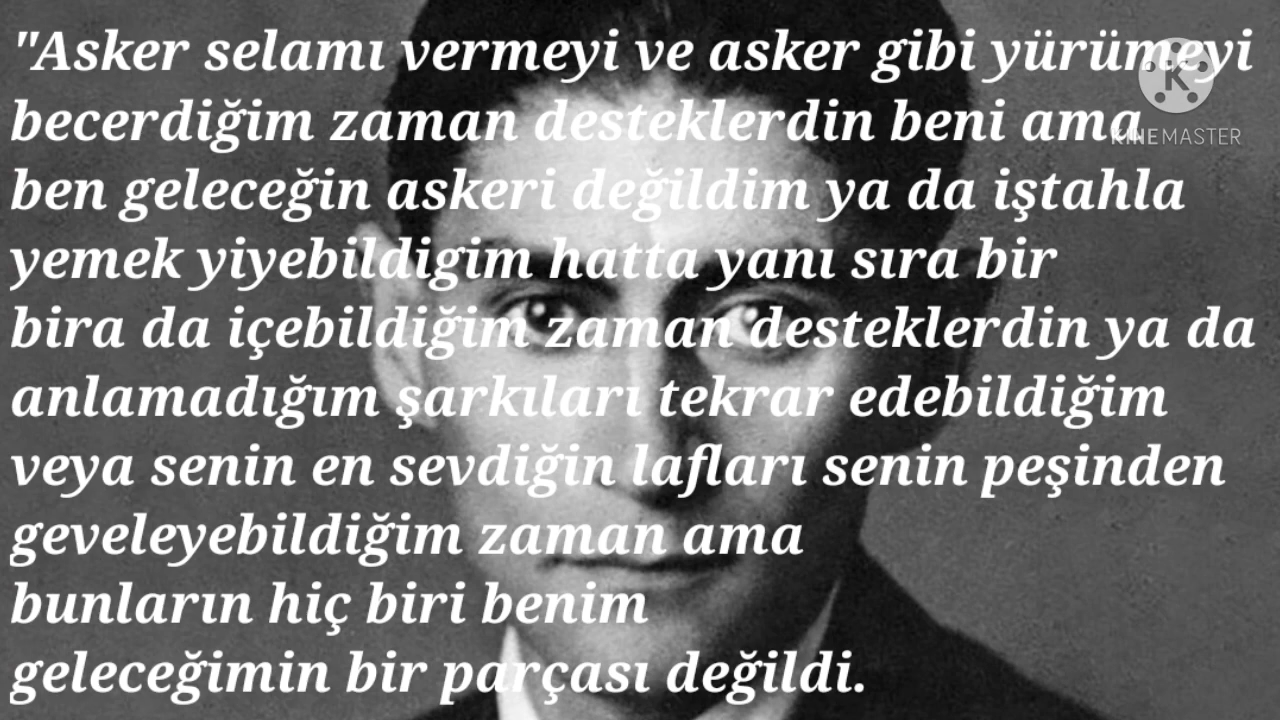 "Asker selamı vermeyi ve asker gibi yürümeyi
becerdiğim zaman desteklerdin beni ama
KINEMASTER
ben geleceğin askeri değildim ya da iştahla
yemek yiyebildigim hatta yanı sıra bir
bira da içebildiğim zaman desteklerdin ya da
anlamadığım şarkıları tekrar edebildiğim
veya senin en sevdiğin lafları senin peşinden
geveleyebildiğim zaman ama
bunların hiç biri benim
geleceğimin bir parçası değildi.